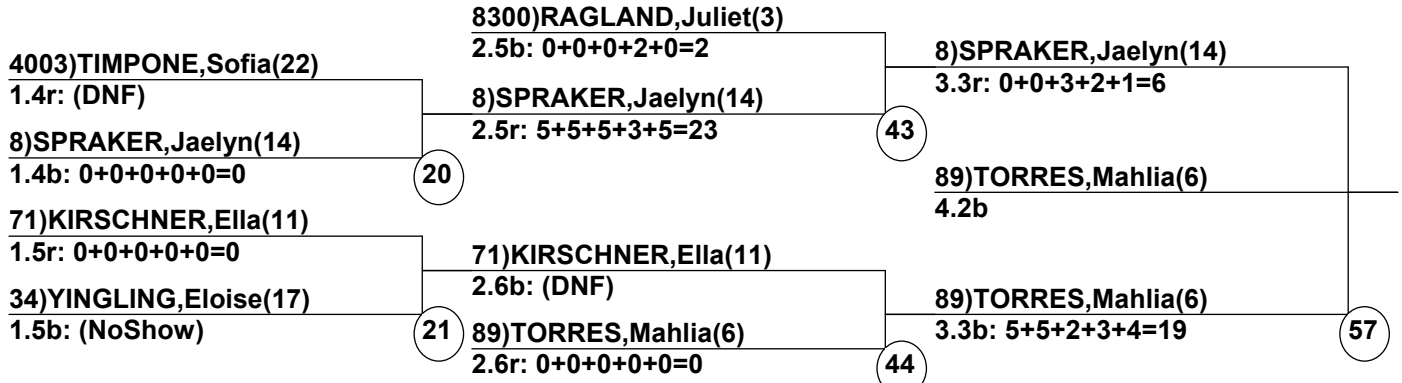 8300)RAGLAND,Juliet(3)
2.5b: 0+0+0+2+0=2
4003)TIMPONE,Sofia(22)
1.4r: (DNF)
8)SPRAKER,Jaelyn(14)
2.5r: 5+5+5+3+5=23
8)SPRAKER,Jaelyn(14)
1.4b: 0+0+0+0+0=0
20
43
8)SPRAKER,Jaelyn(14)
3.3r: 0+0+3+2+1=6
89)TORRES,Mahlia(6)
4.2b
71)KIRSCHNER,Ella(11)
1.5r: 0+0+0+0+0=0
71)KIRSCHNER,Ella(11)
2.6b: (DNF)
34)YINGLING,Eloise(17)
1.5b: (NoShow)
21
89)TORRES,Mahlia(6)
2.6r: 0+0+0+0+0=0
44
89)TORRES,Mahlia(6)
3.3b: 5+5+2+3+4=19
57